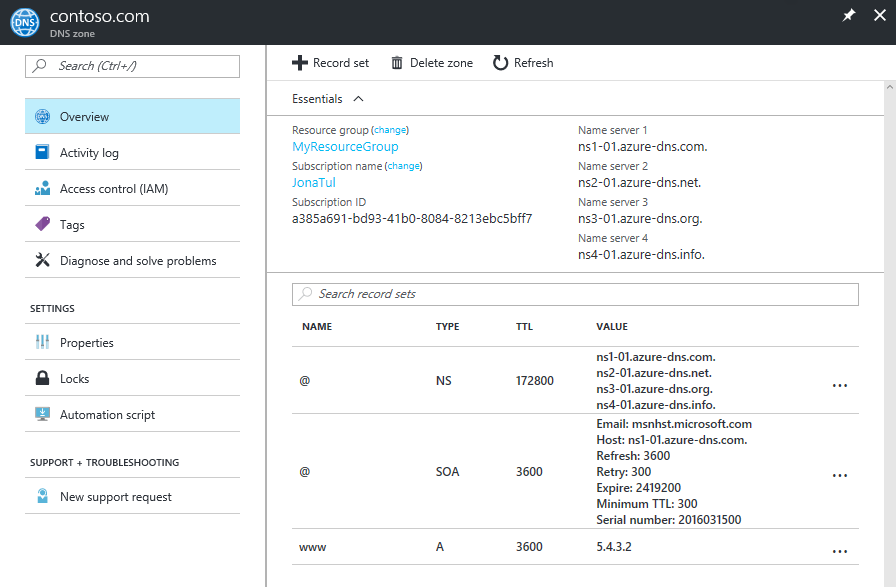 DNS
contoso.com
DNS zone
Search (Ctrl+/)
DNS
Overview
Activity log
Access control (IAM)
Tags
Diagnose and solve problems
SETTINGS
Properties
Locks
Automation script
SUPPORT + TROUBLESHOOTING
New support request
Record set
Delete zone
Refresh
Essentials
Resource group (change)
MyResourceGroup
Subscription name (change)
JonaTul
Subscription ID
a385a691-bd93-41b0-8084-8213ebc5bff7
Name server 1
ns1-01.azure-dns.com.
Name server 2
ns2-01.azure-dns.net.
Name server 3
ns3-01.azure-dns.org.
Name server 4
ns4-01.azure-dns.info.
Search record sets
NAME TYPE TTL VALUE
ns1-01.azure-dns.com.
ns2-01.azure-dns.net.
@ NS 172800 ...
ns3-01.azure-dns.org.
ns4-01.azure-dns.info.
Email: msnhst.microsoft.com
Host: ns1-01.azure-dns.com.
Refresh: 3600
@ SOA 3600 Retry: 300 ...
Expire: 2419200
Minimum TTL: 300
Serial number: 2016031500
www A 3600 5.4.3.2 ...